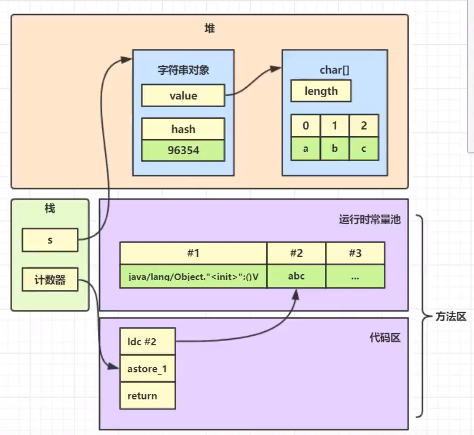 堆
字符串对象
value
hash
96354
char[]
length
0 1 2
a b c
栈
s
计数器
运行时常量池
#1 #2 #3
java/lang/Object."<init>":()V abc ...
方法区
代码区
ldc #2
astore_1
return